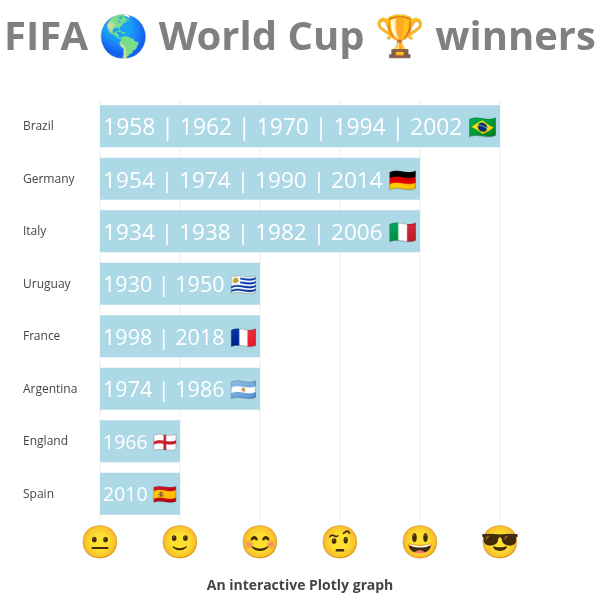 FIFA 🌎 World Cup 🏆 winners
Brazil 1958 | 1962 | 1970 | 1994 | 2002 🇧🇷
Germany 1954 | 1974 | 1990 | 2014 🇩🇪
Italy 1934 | 1938 | 1982 | 2006 🇮🇹
Uruguay 1930 | 1950 🇺🇾
France 1998 | 2018 🇫🇷
Argentina 1974 | 1986 🇦🇷
England 1966 🏴󠁧󠁢󠁥󠁮󠁧󠁿
Spain 2010 🇪🇸
😐 🙂 😊 🤨 😃 😎
An interactive Plotly graph